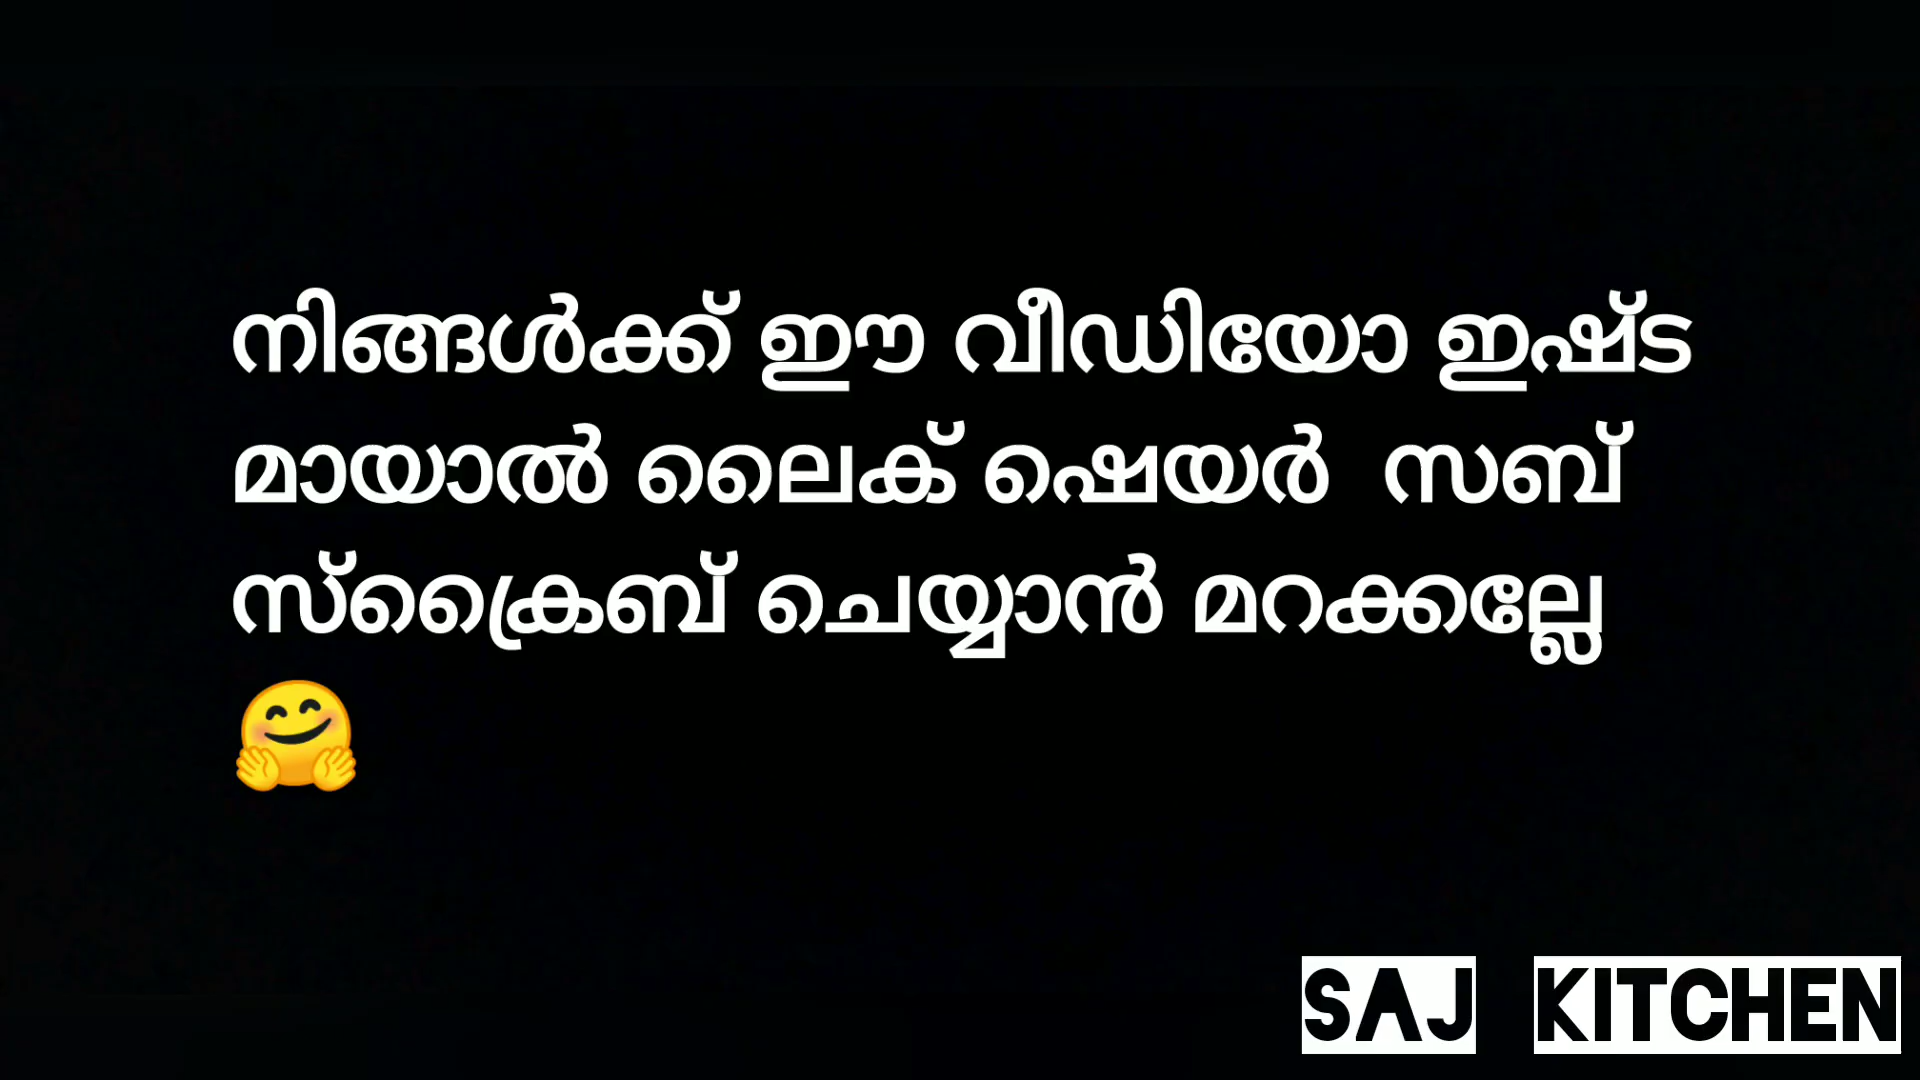 നിങ്ങൾക്ക് ഈ വീഡിയോ ഇഷ്ട
മായാൽ ലൈക് ഷെയർ  സബ്
സ്ക്രൈബ് ചെയ്യാൻ മറക്കല്ലേ
🤗
SAJ KITCHEN